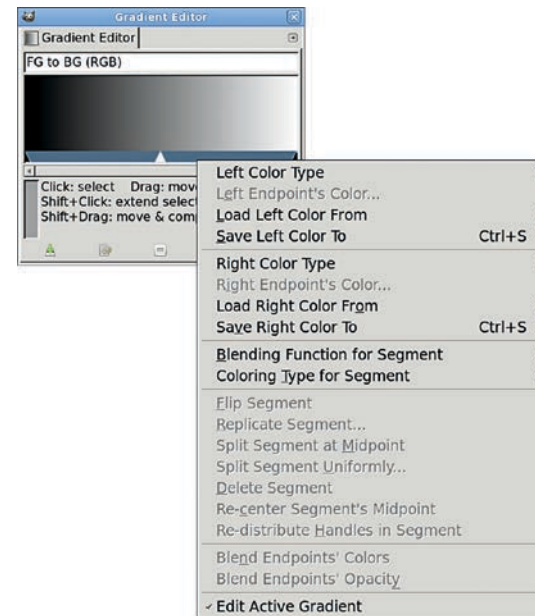 Gradient Editor
Gradient Editor
FG to BG (RGB)
Click: select Drag: mov
Shift+Click: extend selec
Shift+Drag: move & com
Left Color Type
Left Endpoint's Color...
Load Left Color From
Save Left Color To Ctrl+S
Right Color Type
Right Endpoint's Color...
Load Right Color From
Save Right Color To Ctrl+S
Blending Function for Segment
Coloring Type for Segment
Flip Segment
Replicate Segment...
Split Segment at Midpoint
Split Segment Uniformly...
Delete Segment
Re-center Segment's Midpoint
Re-distribute Handles in Segment
Blend Endpoints' Colors
Blend Endpoints' Opacity
Edit Active Gradient